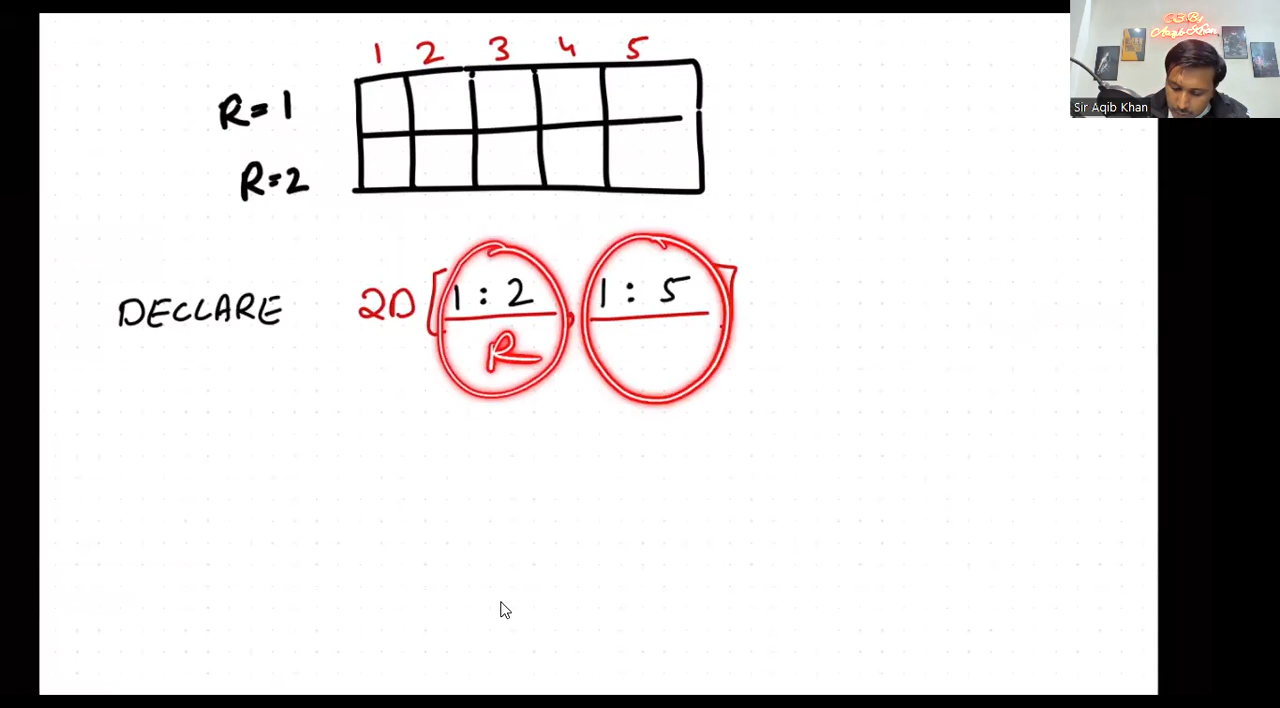 1 2 3 4 5
R=1
R=2
DECLARE 2D [1 : 2, 1 : 5]
R
Sir Aqib Khan